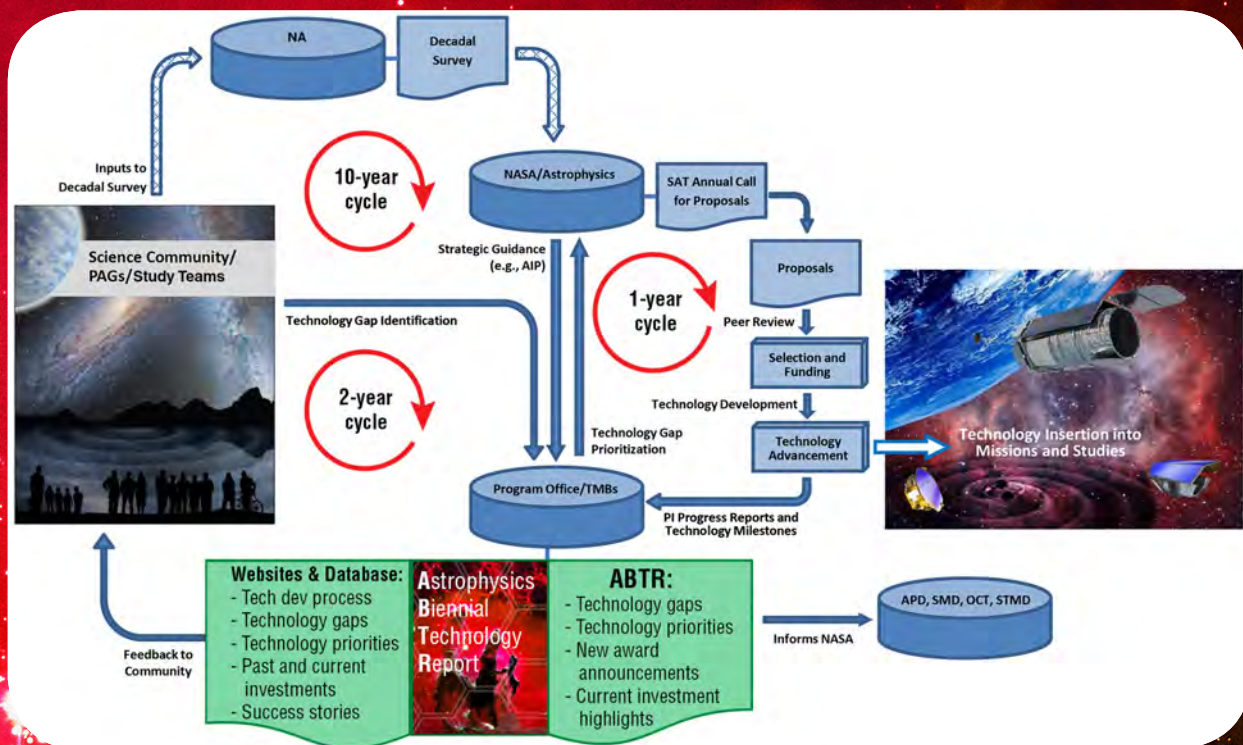 NA
Decadal
Survey
Inputs to
Decadal Survey
10-year
cycle
NASA/Astrophysics
SAT Annual Call
for Proposals
Science Community/
PAGs/Study Teams
Strategic Guidance
(e.g., AIP)
Proposals
1-year
cycle
Technology Gap Identification
Peer Review
Selection and
Funding
2-year
cycle
Technology Development
Technology Gap
Prioritization
Technology
Advancement
Technology Insertion into
Missions and Studies
Program Office/TMBs
PI Progress Reports and
Technology Milestones
Websites & Database:
- Tech dev process
- Technology gaps
- Technology priorities
- Past and current
investments
- Success stories
Astrophysics
Biennial
Technology
Report
ABTR:
- Technology gaps
- Technology priorities
- New award
announcements
- Current investment
highlights
APD, SMD, OCT, STMD
Informs NASA
Feedback to
Community